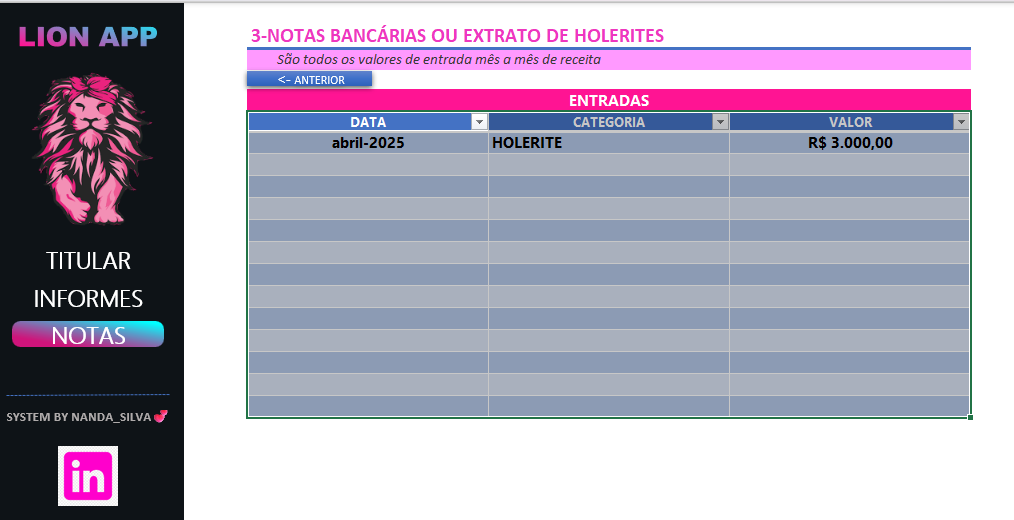 LION APP
TITULAR
INFORMES
NOTAS
SYSTEM BY NANDA_SILVA
in
3-NOTAS BANCÁRIAS OU EXTRATO DE HOLERITES
São todos os valores de entrada mês a mês de receita
<- ANTERIOR
ENTRADAS
DATA CATEGORIA VALOR
abril-2025 HOLERITE R$ 3.000,00